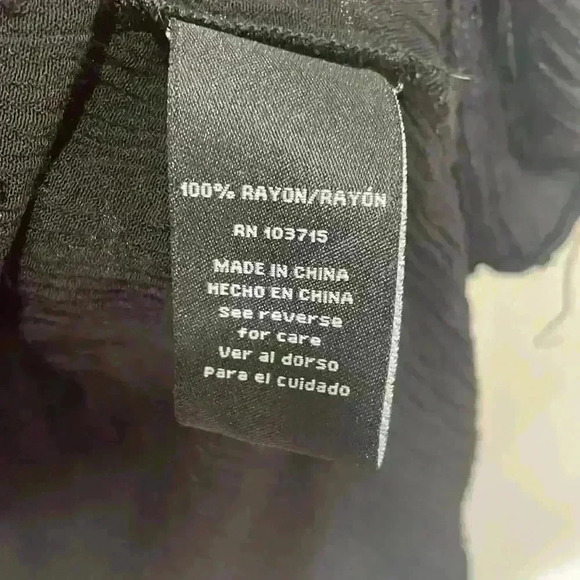 100% RAYON/RAYÓN
RN 103715
MADE IN CHINA
HECHO EN CHINA
See reverse
for care
Ver al dorso
para el cuidado